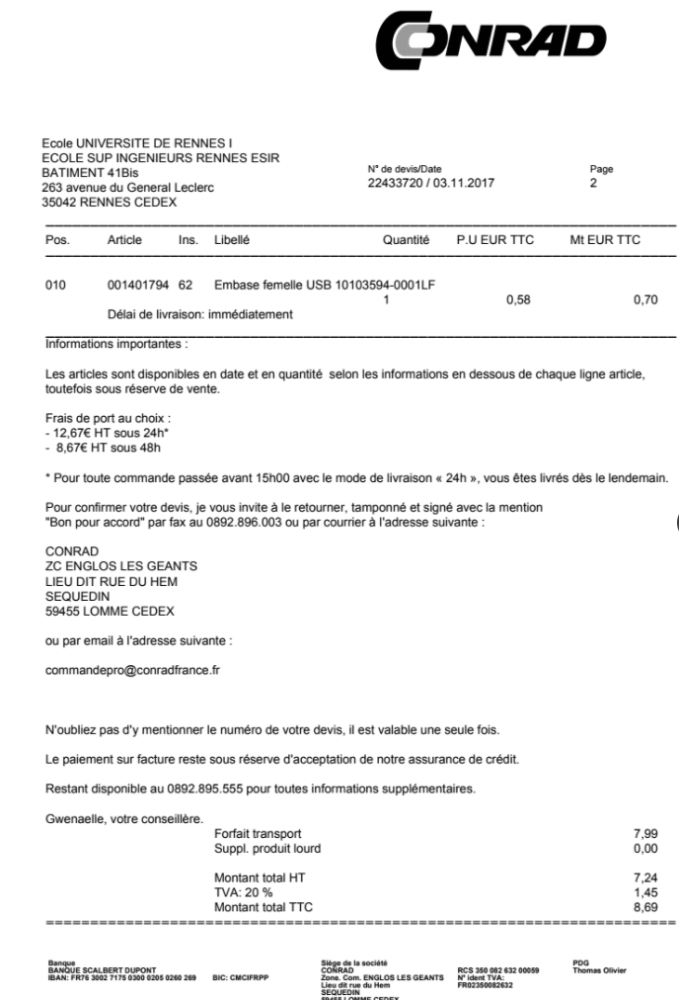 CONRAD
Ecole UNIVERSITE DE RENNES I
ECOLE SUP INGENIEURS RENNES ESIR
BATIMENT 41Bis
263 avenue du General Leclerc
35042 RENNES CEDEX
N° de devis/Date Page
22433720 / 03.11.2017 2
Pos. Article Ins. Libellé Quantité P.U EUR TTC Mt EUR TTC
010 001401794 62 Embase femelle USB 10103594-0001LF
1 0,58 0,70
Délai de livraison: immédiatement
Informations importantes :
Les articles sont disponibles en date et en quantité selon les informations en dessous de chaque ligne article,
toutefois sous réserve de vente.
Frais de port au choix :
- 12,67€ HT sous 24h*
- 8,67€ HT sous 48h
* Pour toute commande passée avant 15h00 avec le mode de livraison « 24h », vous êtes livrés dès le lendemain.
Pour confirmer votre devis, je vous invite à le retourner, tamponné et signé avec la mention
"Bon pour accord" par fax au 0892.896.003 ou par courrier à l'adresse suivante :
CONRAD
ZC ENGLOS LES GEANTS
LIEU DIT RUE DU HEM
SEQUEDIN
59455 LOMME CEDEX
ou par email à l'adresse suivante :
commandepro@conradfrance.fr
N'oubliez pas d'y mentionner le numéro de votre devis, il est valable une seule fois.
Le paiement sur facture reste sous réserve d'acceptation de notre assurance de crédit.
Restant disponible au 0892.895.555 pour toutes informations supplémentaires.
Gwenaelle, votre conseillère.
Forfait transport 7,99
Suppl. produit lourd 0,00
Montant total HT 7,24
TVA: 20 % 1,45
Montant total TTC 8,69
Banque
BANQUE SCALBERT DUPONT
IBAN: FR76 3002 7175 0300 0205 0260 269 BIC: CMCIFRPP
Siège de la société
CONRAD
Zone. Com. ENGLOS LES GEANTS
Lieu dit rue du Hem
SEQUEDIN
59455 LOMME CEDEX
RCS 350 082 632 00059
N° ident TVA:
FR02350082632
PDG
Thomas Olivier